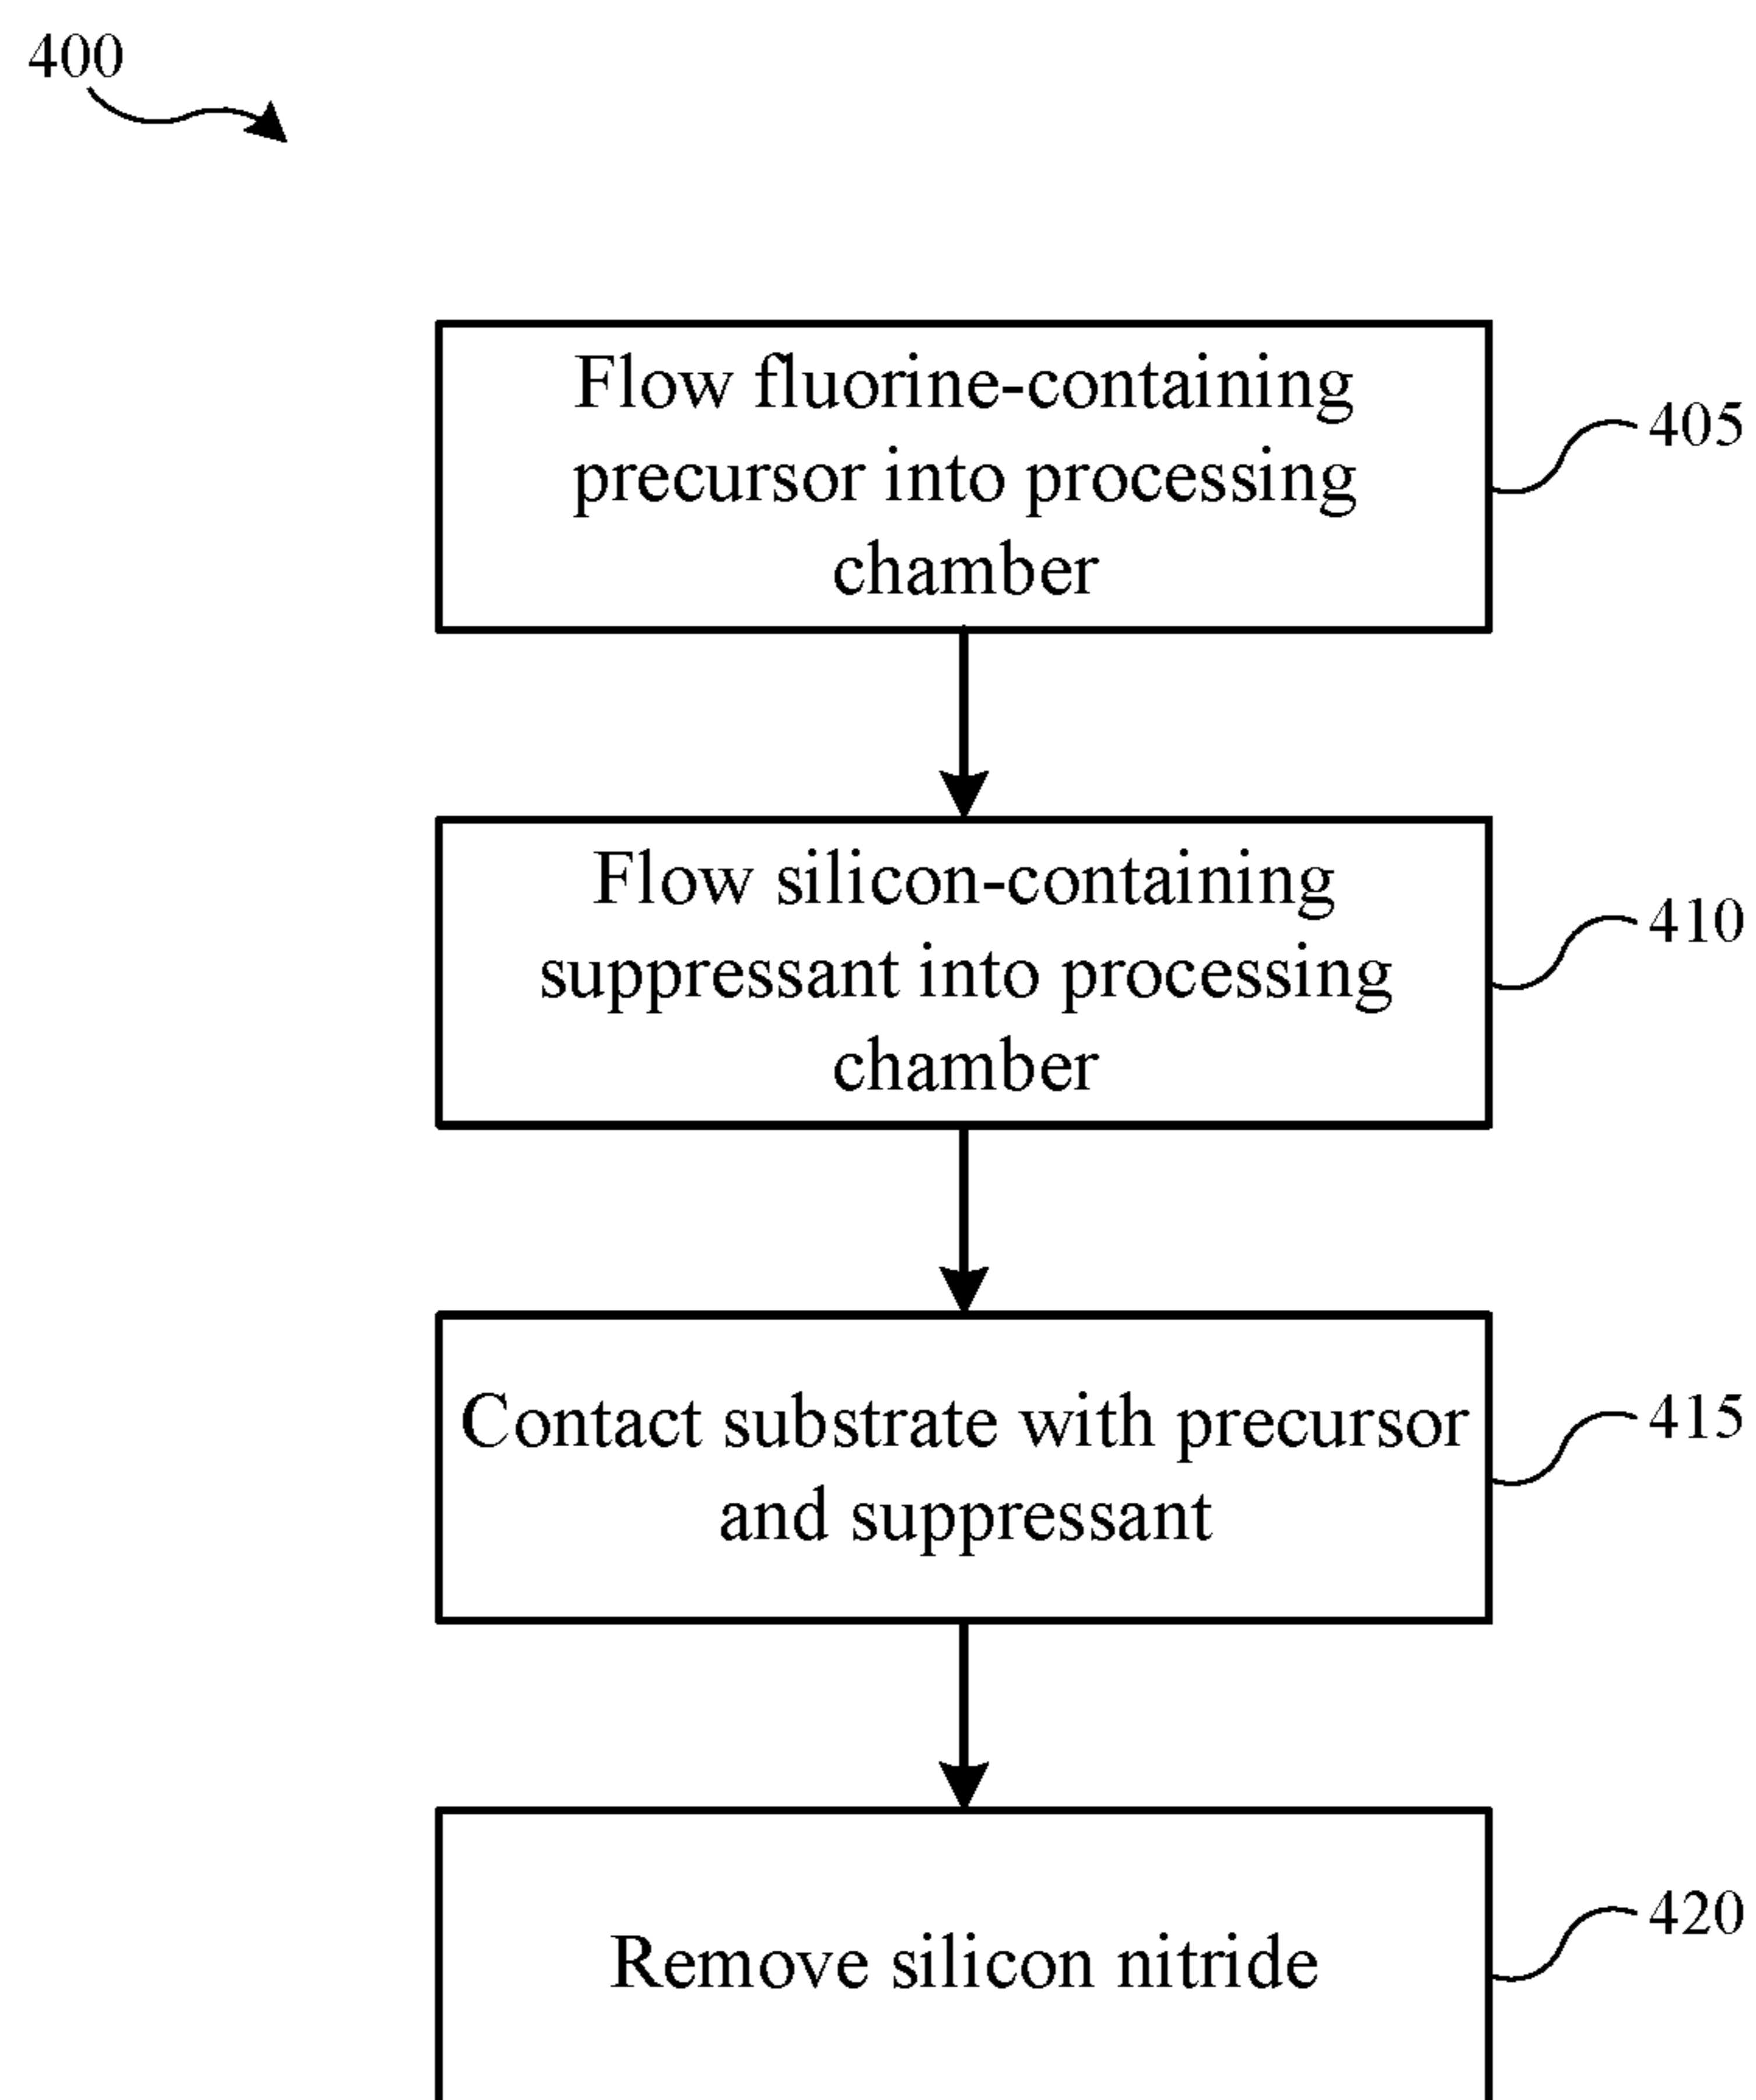 400
Flow fluorine-containing
precursor into processing
chamber
405
Flow silicon-containing
suppressant into processing
chamber
410
Contact substrate with precursor
and suppressant
415
Remove silicon nitride
420